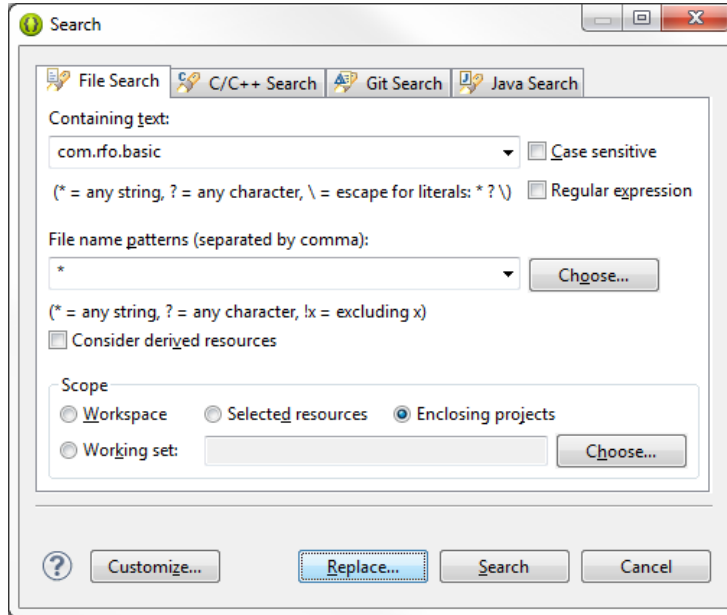 Search
File Search C/C++ Search Git Search Java Search
Containing text:
com.rfo.basic Case sensitive
(* = any string, ? = any character, \ = escape for literals: * ? \) Regular expression
File name patterns (separated by comma):
* Choose...
(* = any string, ? = any character, !x = excluding x)
Consider derived resources
Scope
Workspace Selected resources Enclosing projects
Working set: Choose...
? Customize... Replace... Search Cancel